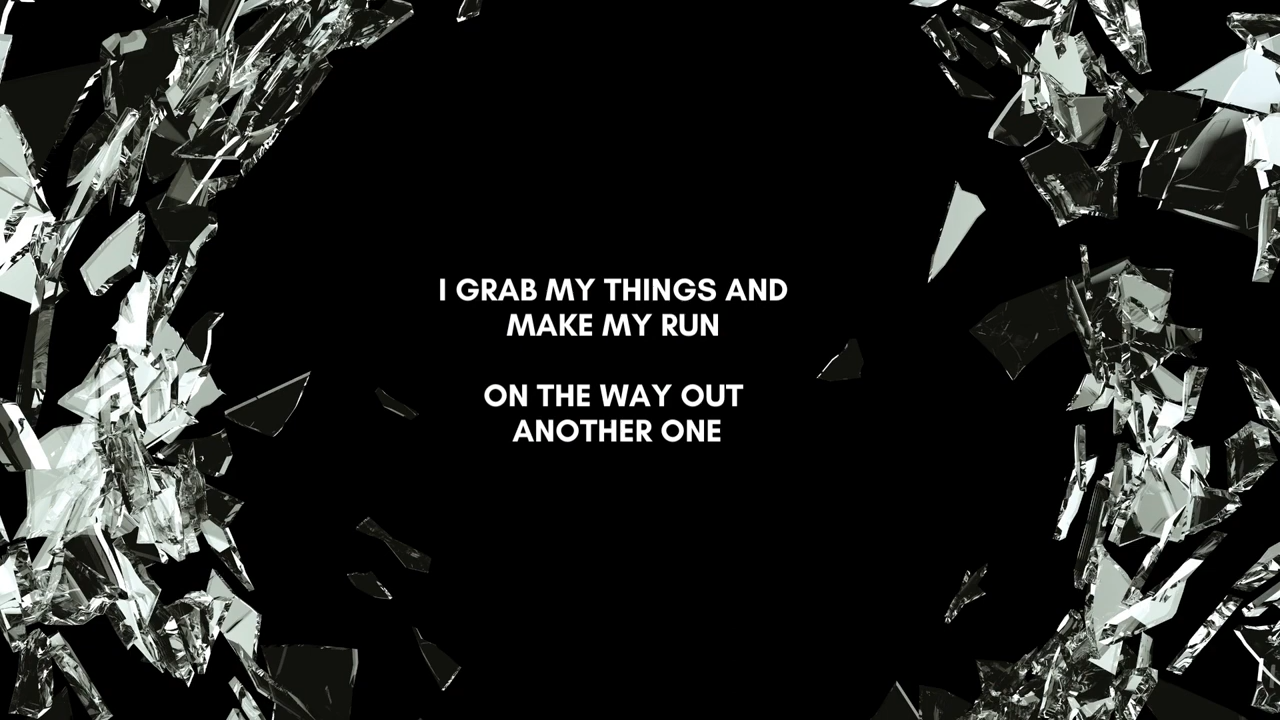 I GRAB MY THINGS AND
MAKE MY RUN
ON THE WAY OUT
ANOTHER ONE